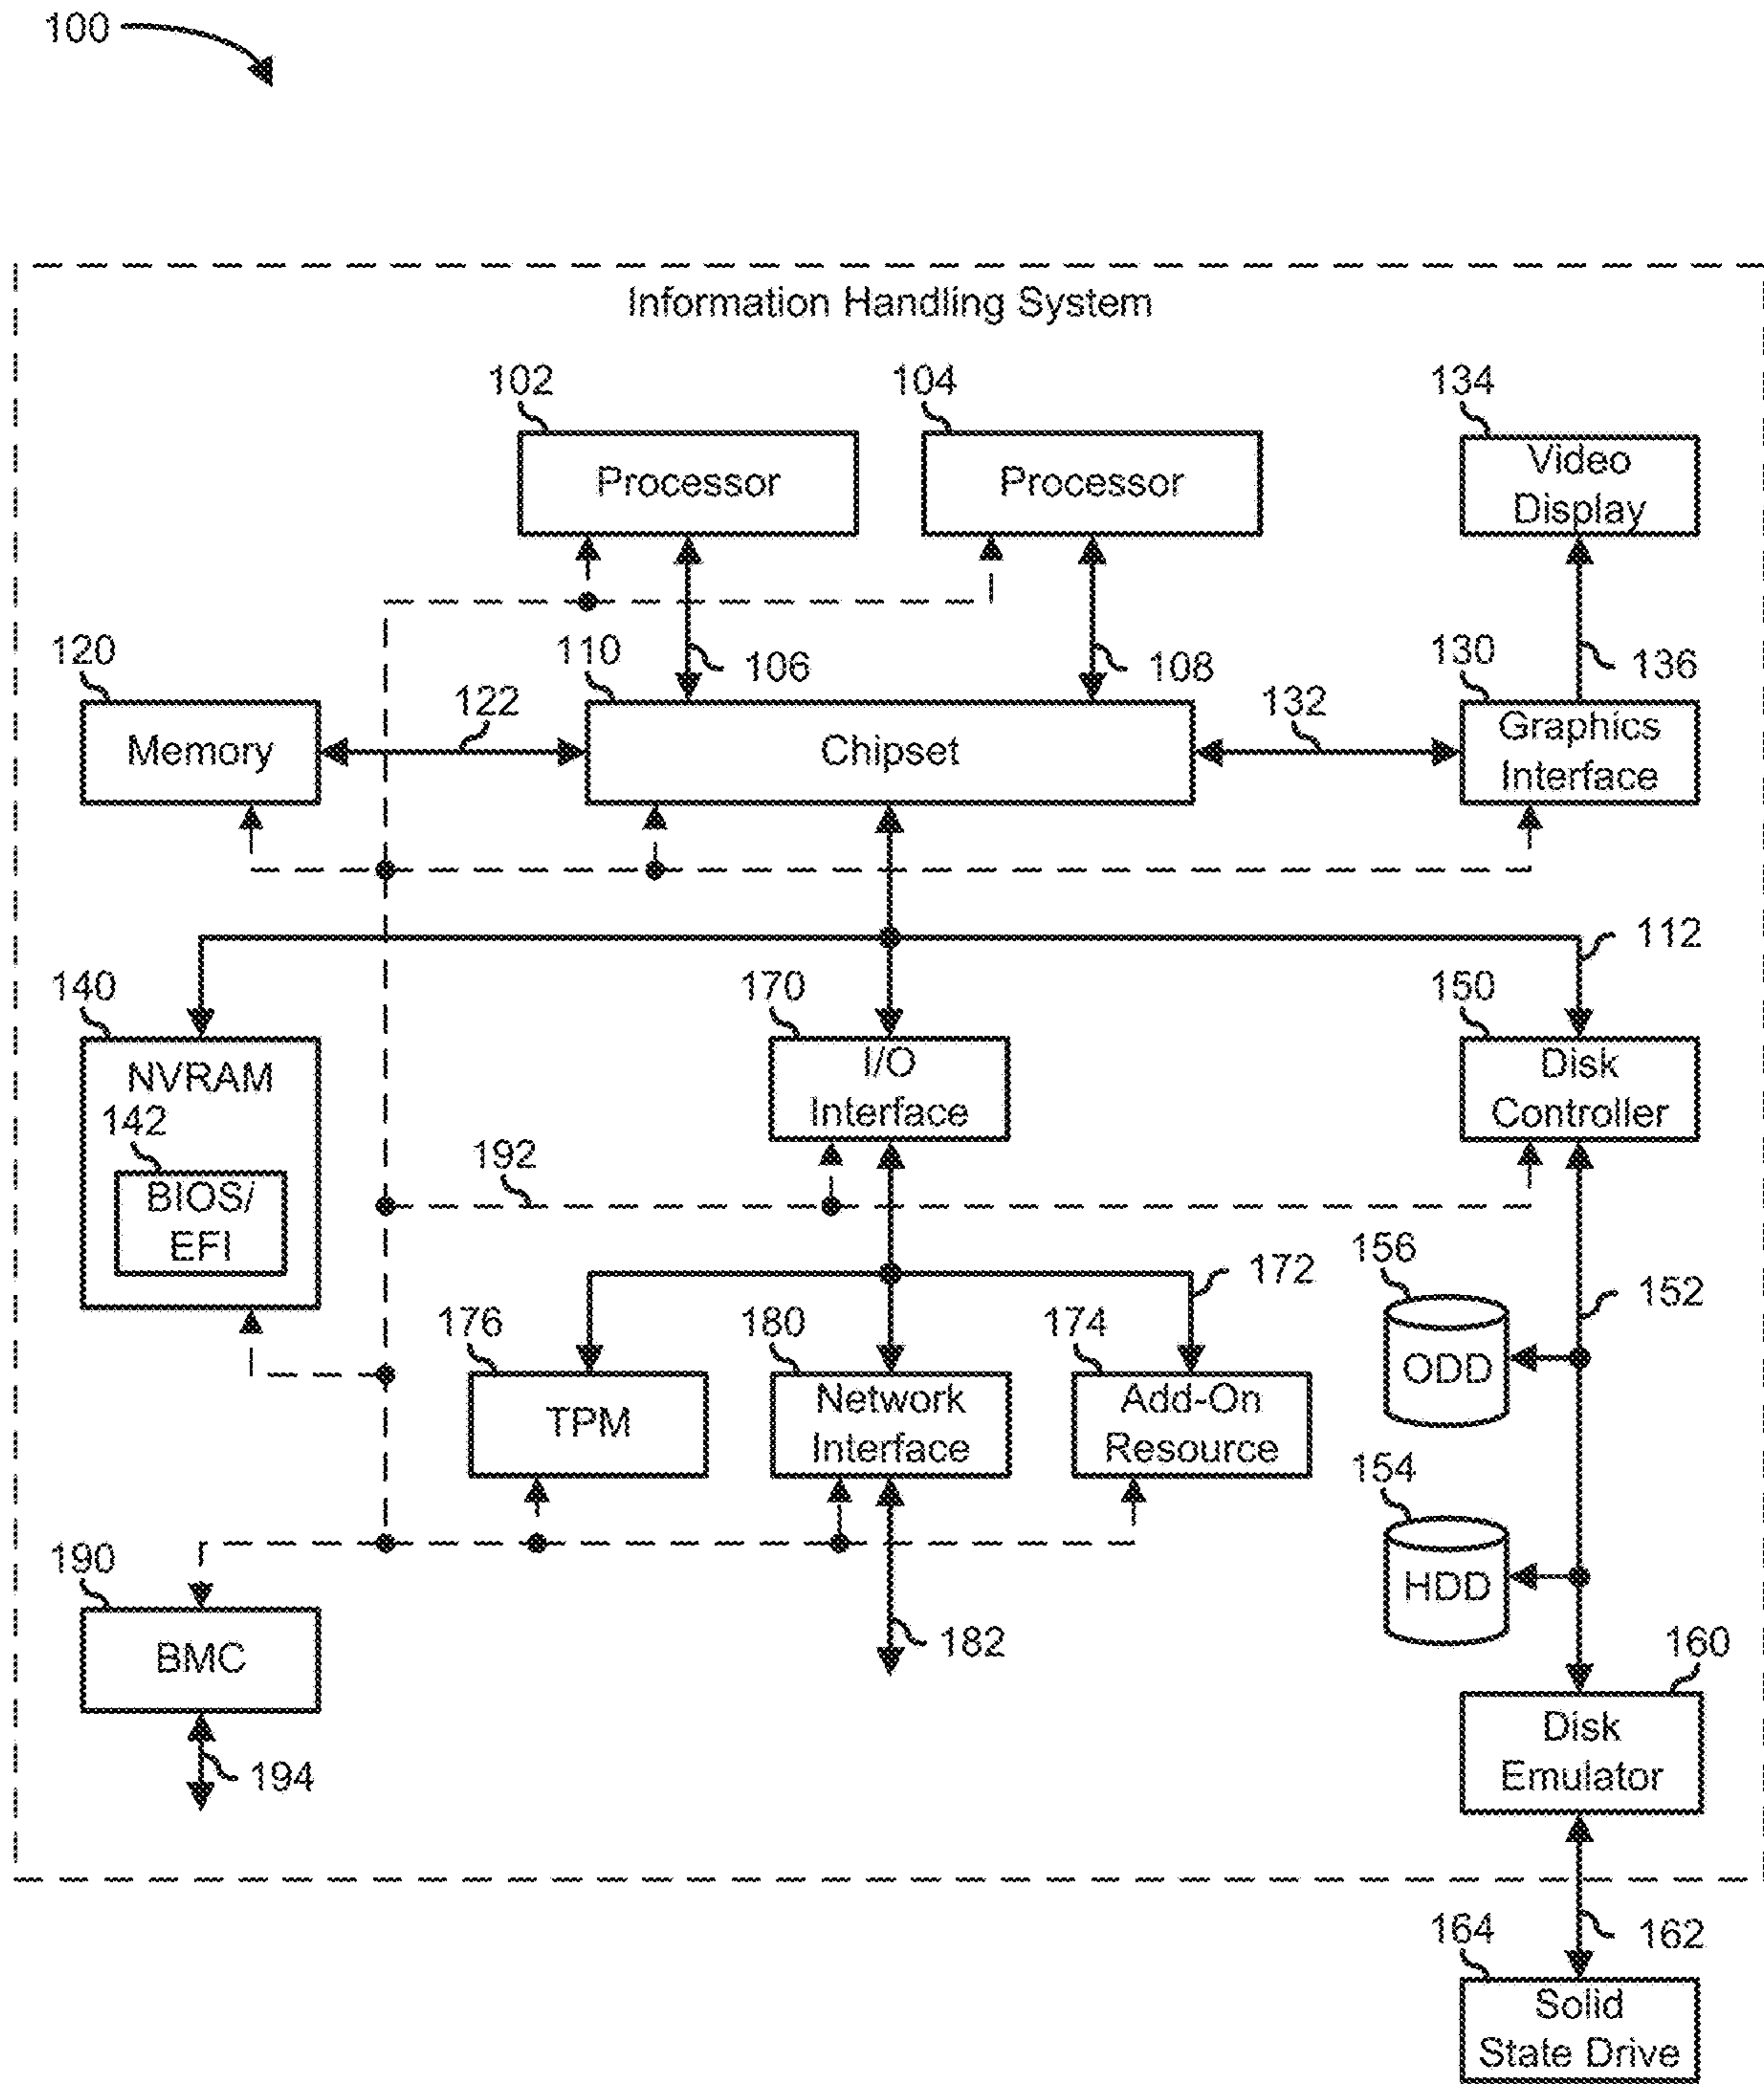 100
Information Handling System
102
104
134
Processor
Processor
Video
Display
120
110
106
108
130
136
122
132
Memory
Chipset
Graphics
Interface
112
140
170
150
NVRAM
I/O
Interface
Disk
Controller
142
BIOS/
EFI
192
156
172
152
176
180
174
ODD
TPM
Network
Interface
Add-On
Resource
154
HDD
190
BMC
182
160
194
Disk
Emulator
164
162
Solid
State Drive